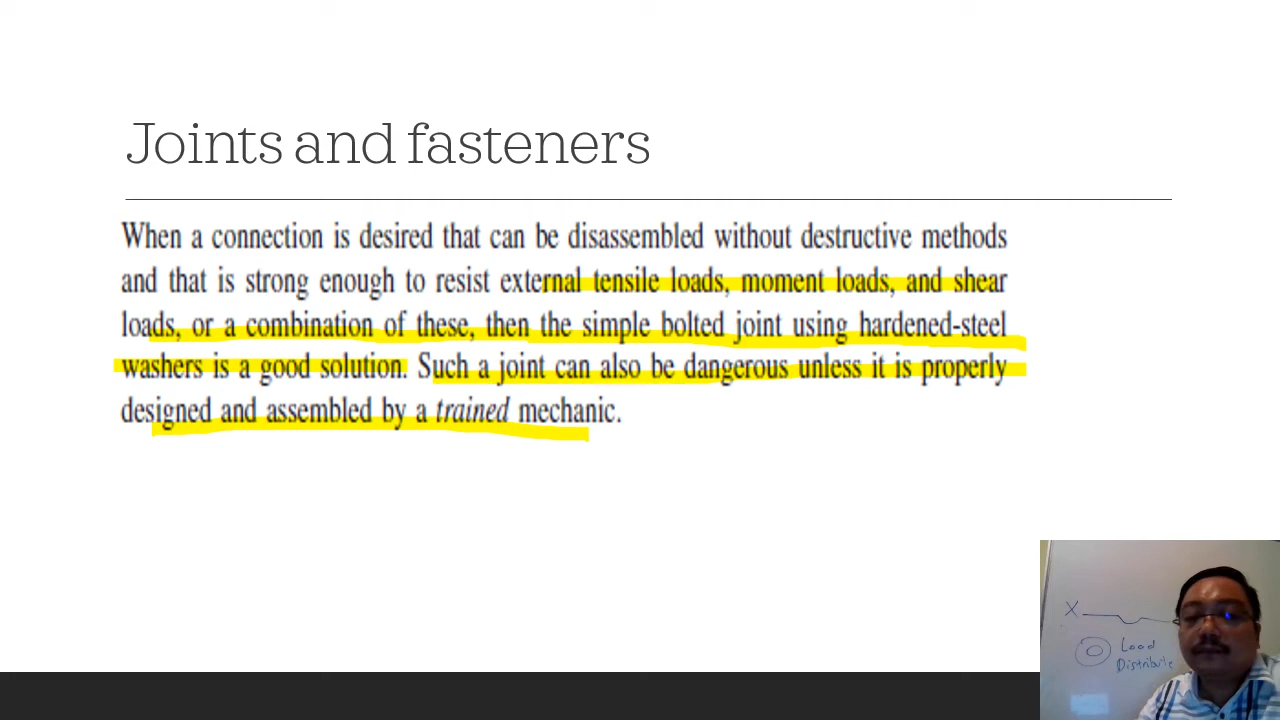 Joints and fasteners
When a connection is desired that can be disassembled without destructive methods
and that is strong enough to resist external tensile loads, moment loads, and shear
loads, or a combination of these, then the simple bolted joint using hardened-steel
washers is a good solution. Such a joint can also be dangerous unless it is properly
designed and assembled by a trained mechanic.
X
Load
Distribute